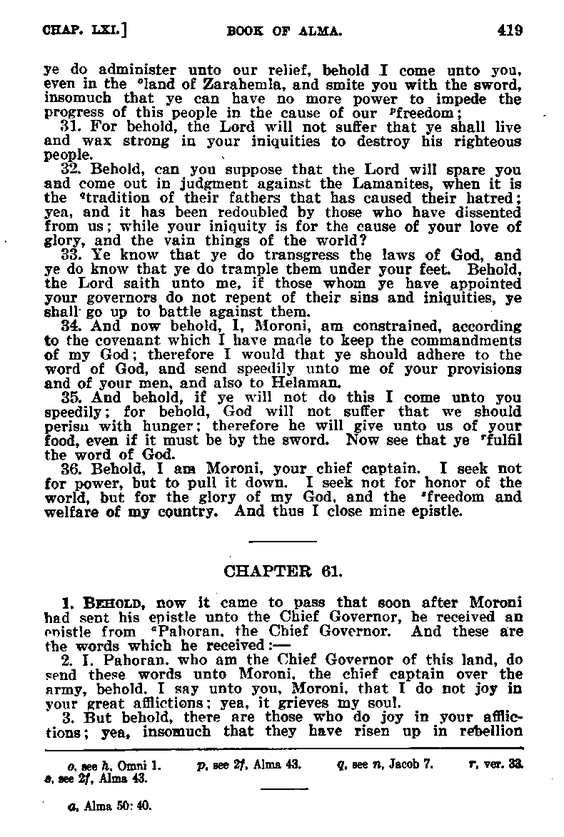 CHAP. LXI.] BOOK OF ALMA. 419
ye do administer unto our relief, behold I come unto you,
even in the ᵒland of Zarahemla, and smite you with the sword,
insomuch that ye can have no more power to impede the
progress of this people in the cause of our ᵖfreedom;
31. For behold, the Lord will not suffer that ye shall live
and wax strong in your iniquities to destroy his righteous
people.
32. Behold, can you suppose that the Lord will spare you
and come out in judgment against the Lamanites, when it is
the qtradition of their fathers that has caused their hatred;
yea, and it has been redoubled by those who have dissented
from us; while your iniquity is for the cause of your love of
glory, and the vain things of the world?
33. Ye know that ye do transgress the laws of God, and
ye do know that ye do trample them under your feet. Behold,
the Lord saith unto me, if those whom ye have appointed
your governors do not repent of their sins and iniquities, ye
shall go up to battle against them.
34. And now behold, I, Moroni, am constrained, according
to the covenant which I have made to keep the commandments
of my God; therefore I would that ye should adhere to the
word of God, and send speedily unto me of your provisions
and of your men, and also to Helaman.
35. And behold, if ye will not do this I come unto you
speedily; for behold, God will not suffer that we should
perish with hunger; therefore he will give unto us of your
food, even if it must be by the sword. Now see that ye ʳfulfil
the word of God.
36. Behold, I am Moroni, your chief captain. I seek not
for power, but to pull it down. I seek not for honor of the
world, but for the glory of my God, and the ˢfreedom and
welfare of my country. And thus I close mine epistle.
CHAPTER 61.
1. BEHOLD, now it came to pass that soon after Moroni
had sent his epistle unto the Chief Governor, he received an
epistle from ᵃPahoran, the Chief Governor. And these are
the words which he received:—
2. I, Pahoran, who am the Chief Governor of this land, do
send these words unto Moroni, the chief captain over the
army, behold, I say unto you, Moroni, that I do not joy in
your great afflictions; yea, it grieves my soul.
3. But behold, there are those who do joy in your afflic-
tions; yea, insomuch that they have risen up in rebellion
o, see h, Omni 1. p, see 2f, Alma 43. q, see n, Jacob 7. r, ver. 33.
s, see 2f, Alma 43.
a, Alma 50: 40.